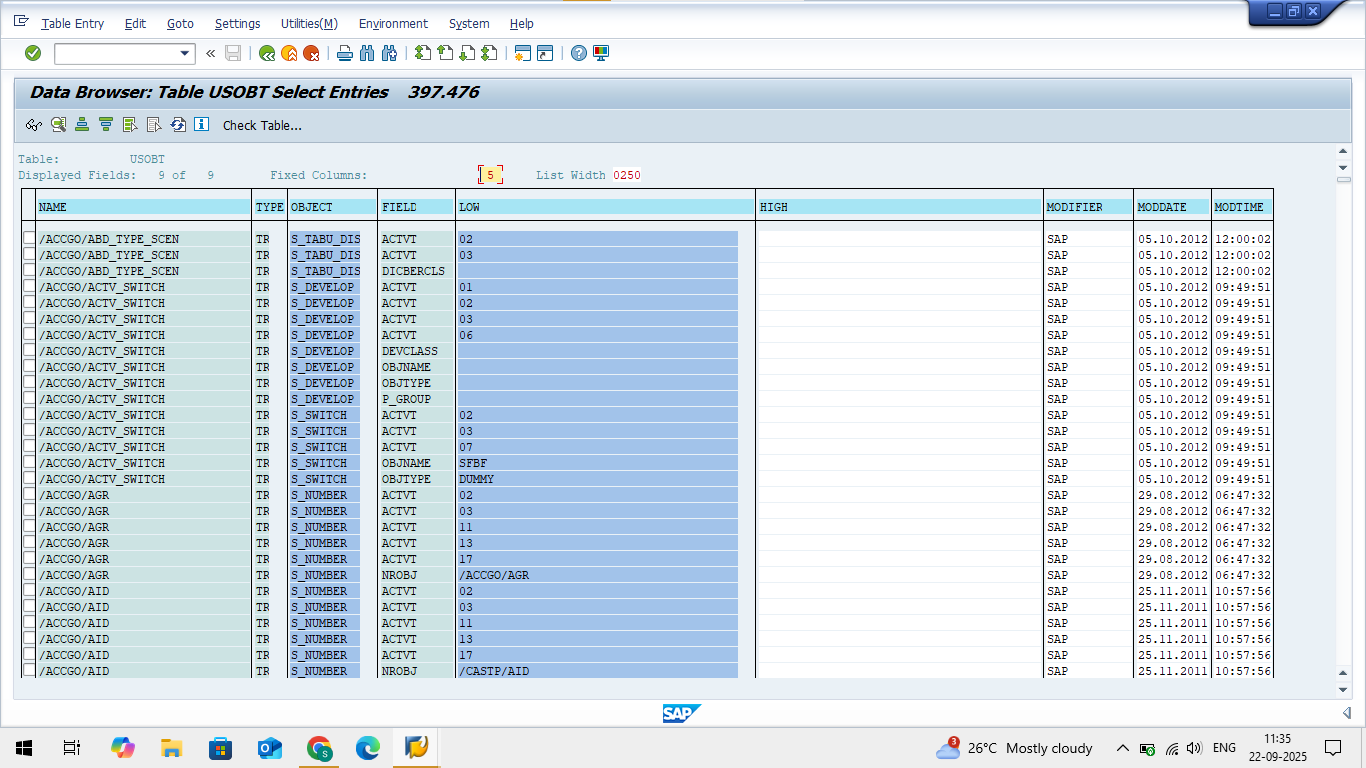 Table Entry Edit Goto Settings Utilities(M) Environment System Help
Data Browser: Table USOBT Select Entries 397.476
Check Table...
Table: USOBT
Displayed Fields: 9 of 9 Fixed Columns: 5 List Width 0250
NAME TYPE OBJECT FIELD LOW HIGH MODIFIER MODDATE MODTIME
/ACCGO/ABD_TYPE_SCEN TR S_TABU_DIS ACTVT 02 SAP 05.10.2012 12:00:02
/ACCGO/ABD_TYPE_SCEN TR S_TABU_DIS ACTVT 03 SAP 05.10.2012 12:00:02
/ACCGO/ABD_TYPE_SCEN TR S_TABU_DIS DICBERCLS SAP 05.10.2012 12:00:02
/ACCGO/ACTV_SWITCH TR S_DEVELOP ACTVT 01 SAP 05.10.2012 09:49:51
/ACCGO/ACTV_SWITCH TR S_DEVELOP ACTVT 02 SAP 05.10.2012 09:49:51
/ACCGO/ACTV_SWITCH TR S_DEVELOP ACTVT 03 SAP 05.10.2012 09:49:51
/ACCGO/ACTV_SWITCH TR S_DEVELOP ACTVT 06 SAP 05.10.2012 09:49:51
/ACCGO/ACTV_SWITCH TR S_DEVELOP DEVCLASS SAP 05.10.2012 09:49:51
/ACCGO/ACTV_SWITCH TR S_DEVELOP OBJNAME SAP 05.10.2012 09:49:51
/ACCGO/ACTV_SWITCH TR S_DEVELOP OBJTYPE SAP 05.10.2012 09:49:51
/ACCGO/ACTV_SWITCH TR S_DEVELOP P_GROUP SAP 05.10.2012 09:49:51
/ACCGO/ACTV_SWITCH TR S_SWITCH ACTVT 02 SAP 05.10.2012 09:49:51
/ACCGO/ACTV_SWITCH TR S_SWITCH ACTVT 03 SAP 05.10.2012 09:49:51
/ACCGO/ACTV_SWITCH TR S_SWITCH ACTVT 07 SAP 05.10.2012 09:49:51
/ACCGO/ACTV_SWITCH TR S_SWITCH OBJNAME SFBF SAP 05.10.2012 09:49:51
/ACCGO/ACTV_SWITCH TR S_SWITCH OBJTYPE DUMMY SAP 05.10.2012 09:49:51
/ACCGO/AGR TR S_NUMBER ACTVT 02 SAP 29.08.2012 06:47:32
/ACCGO/AGR TR S_NUMBER ACTVT 03 SAP 29.08.2012 06:47:32
/ACCGO/AGR TR S_NUMBER ACTVT 11 SAP 29.08.2012 06:47:32
/ACCGO/AGR TR S_NUMBER ACTVT 13 SAP 29.08.2012 06:47:32
/ACCGO/AGR TR S_NUMBER ACTVT 17 SAP 29.08.2012 06:47:32
/ACCGO/AGR TR S_NUMBER NROBJ /ACCGO/AGR SAP 29.08.2012 06:47:32
/ACCGO/AID TR S_NUMBER ACTVT 02 SAP 25.11.2011 10:57:56
/ACCGO/AID TR S_NUMBER ACTVT 03 SAP 25.11.2011 10:57:56
/ACCGO/AID TR S_NUMBER ACTVT 11 SAP 25.11.2011 10:57:56
/ACCGO/AID TR S_NUMBER ACTVT 13 SAP 25.11.2011 10:57:56
/ACCGO/AID TR S_NUMBER ACTVT 17 SAP 25.11.2011 10:57:56
/ACCGO/AID TR S_NUMBER NROBJ /CASTP/AID SAP 25.11.2011 10:57:56
SAP
3 26°C Mostly cloudy ENG 11:35
22-09-2025